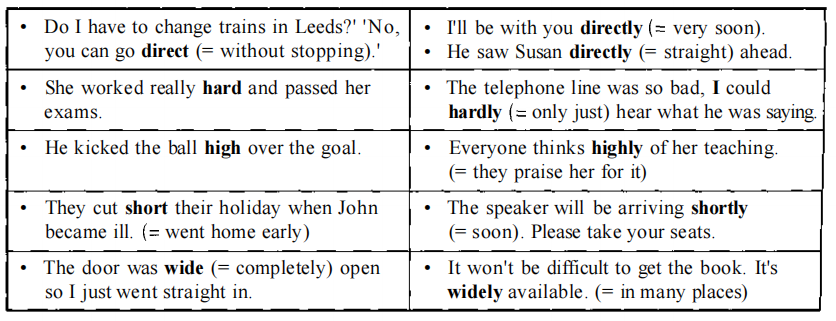 • Do I have to change trains in Leeds?' 'No,
you can go direct (= without stopping).'
• I'll be with you directly (= very soon).
• He saw Susan directly (= straight) ahead.
• She worked really hard and passed her
exams.
• The telephone line was so bad, I could
hardly (= only just) hear what he was saying.
• He kicked the ball high over the goal.
• Everyone thinks highly of her teaching.
(= they praise her for it)
• They cut short their holiday when John
became ill. (= went home early)
• The speaker will be arriving shortly
(= soon). Please take your seats.
• The door was wide (= completely) open
so I just went straight in.
• It won't be difficult to get the book. It's
widely available. (= in many places)